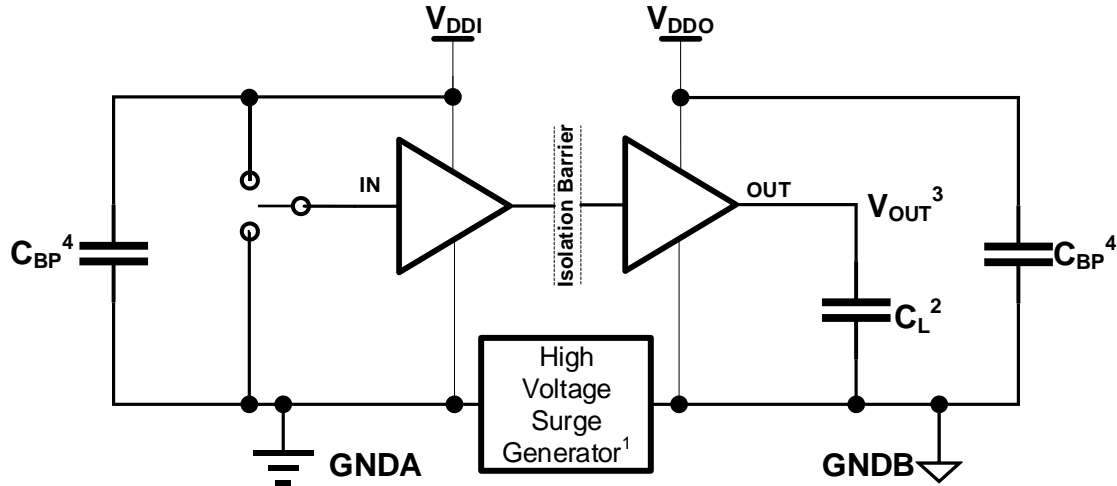 V_DDI
V_DDO
IN
Isolation Barrier
OUT
V_OUT^3
C_BP^4
C_BP^4
C_L^2
High
Voltage
Surge
Generator^1
GNDA
GNDB